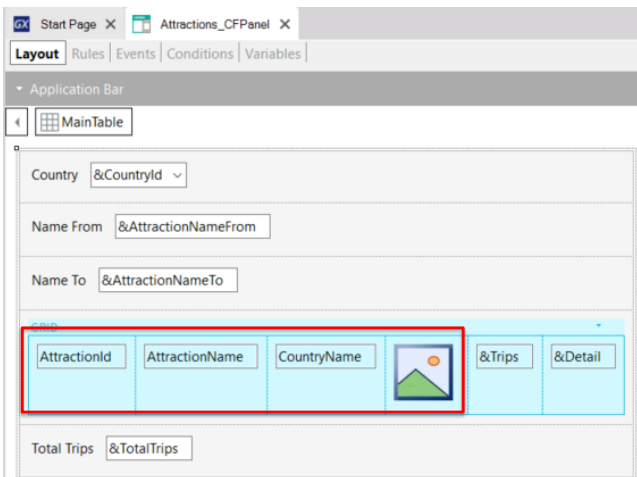 GX Start Page X Attractions_CFPanel X
Layout Rules Events Conditions Variables
Application Bar
MainTable
Country &CountryId
Name From &AttractionNameFrom
Name To &AttractionNameTo
GRID
AttractionId AttractionName CountryName &Trips &Detail
Total Trips &TotalTrips